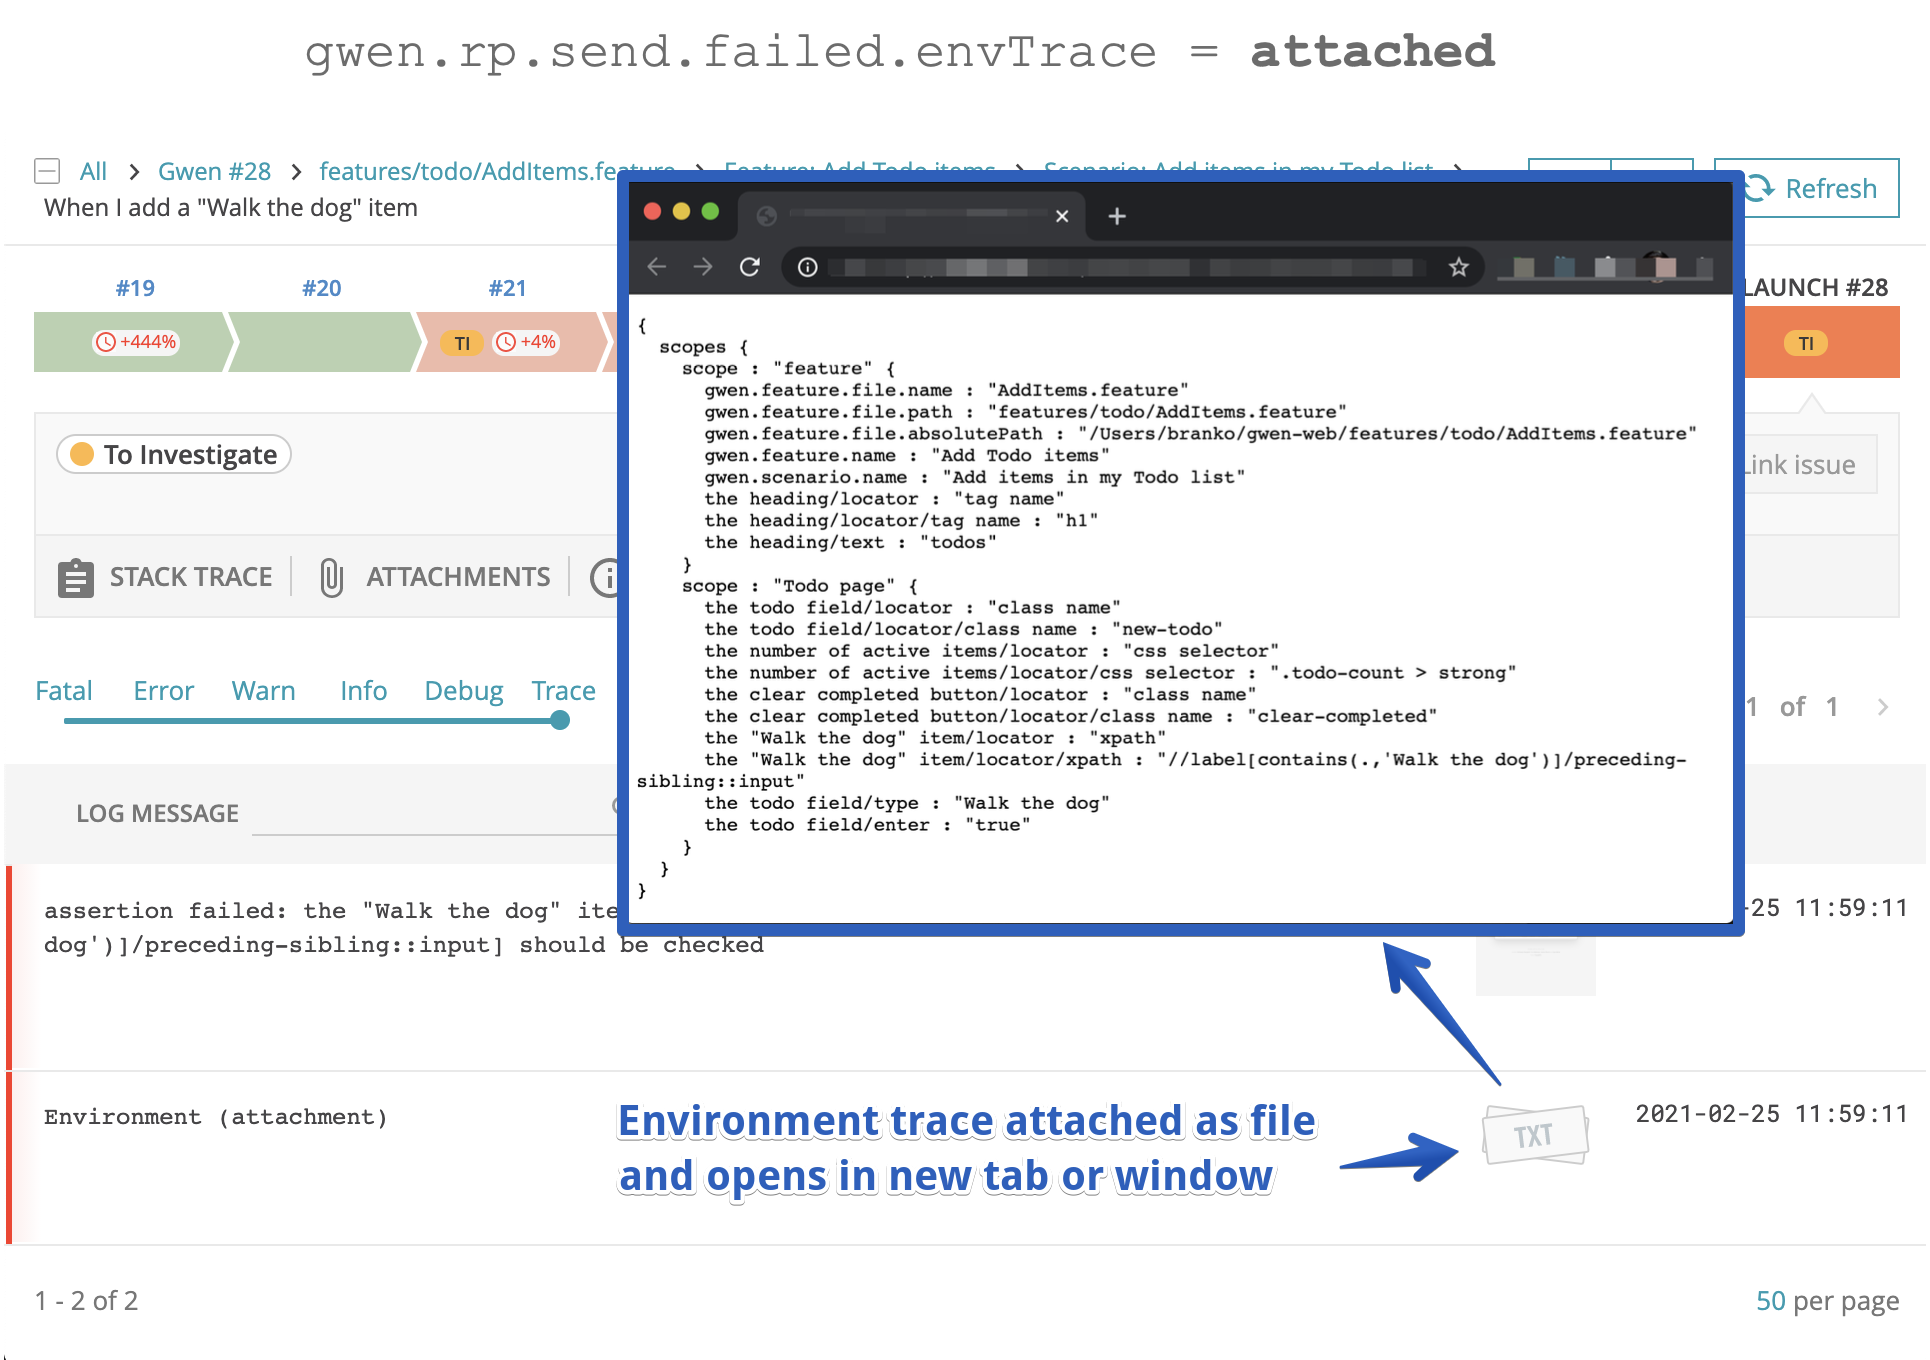 gwen.rp.send.failed.envTrace = attached
All > Gwen #28 > features/todo/AddItems.feature > Feature: Add Todo items > Scenario: Add items in my Todo list >
When I add a "Walk the dog" item
Refresh
#19 #20 #21 LAUNCH #28
+444% TI +4% TI
To Investigate
Link issue
STACK TRACE ATTACHMENTS
Fatal Error Warn Info Debug Trace
1 of 1
LOG MESSAGE
{
scopes {
scope : "feature" {
gwen.feature.file.name : "AddItems.feature"
gwen.feature.file.path : "features/todo/AddItems.feature"
gwen.feature.file.absolutePath : "/Users/branko/gwen-web/features/todo/AddItems.feature"
gwen.feature.name : "Add Todo items"
gwen.scenario.name : "Add items in my Todo list"
the heading/locator : "tag name"
the heading/locator/tag name : "h1"
the heading/text : "todos"
}
scope : "Todo page" {
the todo field/locator : "class name"
the todo field/locator/class name : "new-todo"
the number of active items/locator : "css selector"
the number of active items/locator/css selector : ".todo-count > strong"
the clear completed button/locator : "class name"
the clear completed button/locator/class name : "clear-completed"
the "Walk the dog" item/locator : "xpath"
the "Walk the dog" item/locator/xpath : "//label[contains(.,'Walk the dog')]/preceding-
sibling::input"
the todo field/type : "Walk the dog"
the todo field/enter : "true"
}
}
}
assertion failed: the "Walk the dog" ite
-25 11:59:11
dog')]/preceding-sibling::input] should be checked
Environment (attachment)
Environment trace attached as file
and opens in new tab or window
TXT
2021-02-25 11:59:11
1 - 2 of 2
50 per page